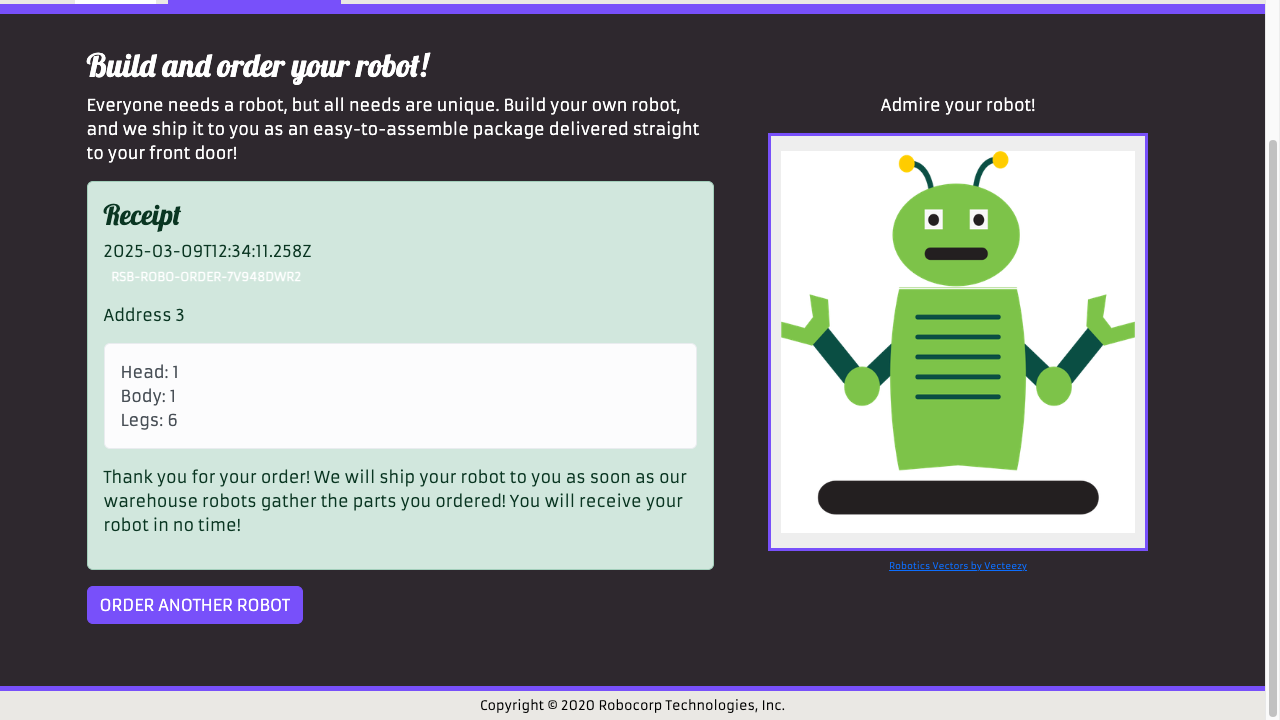 Build and order your robot!
Everyone needs a robot, but all needs are unique. Build your own robot,
and we ship it to you as an easy-to-assemble package delivered straight
to your front door!
Receipt
2025-03-09T12:34:11.258Z
RSB-ROBO-ORDER-7V948DWR2
Address 3
Head: 1
Body: 1
Legs: 6
Thank you for your order! We will ship your robot to you as soon as our
warehouse robots gather the parts you ordered! You will receive your
robot in no time!
ORDER ANOTHER ROBOT
Admire your robot!
Robotics Vectors by Vecteezy
Copyright © 2020 Robocorp Technologies, Inc.